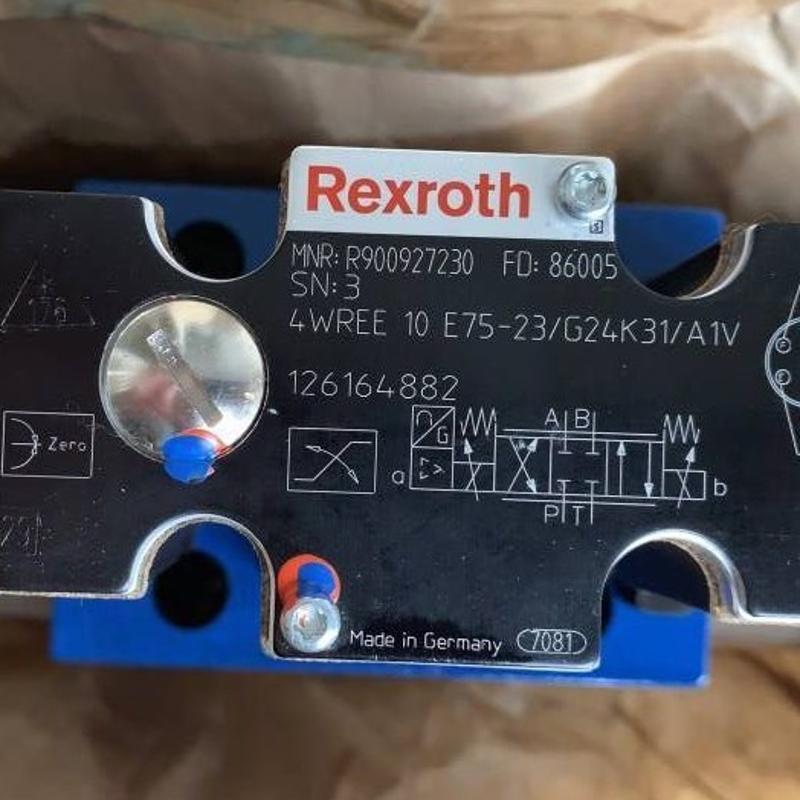 Rexroth
MNR: R900927230 FD: 86005
SN: 3
4WREE 10 E75-23/G24K31/A1V
126164882
Zero
G
A B
a
b
P T
Made in Germany 7081